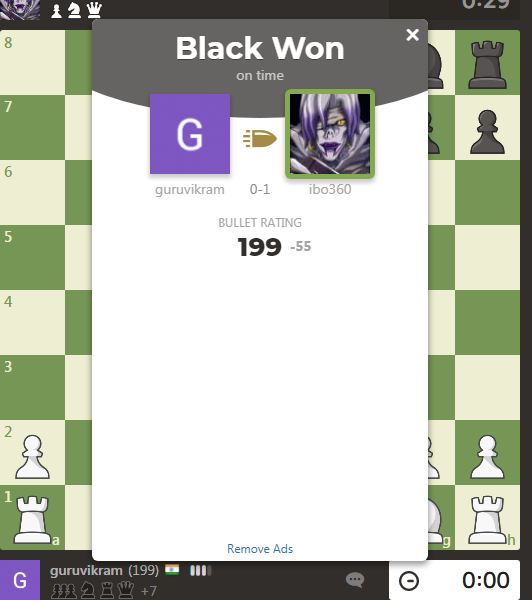 0:29
Black Won
on time
G
guruvikram 0-1 ibo360
BULLET RATING
199 -55
8
7
6
5
4
3
2
1
a g h
Remove Ads
G guruvikram (199)
+7
0:00